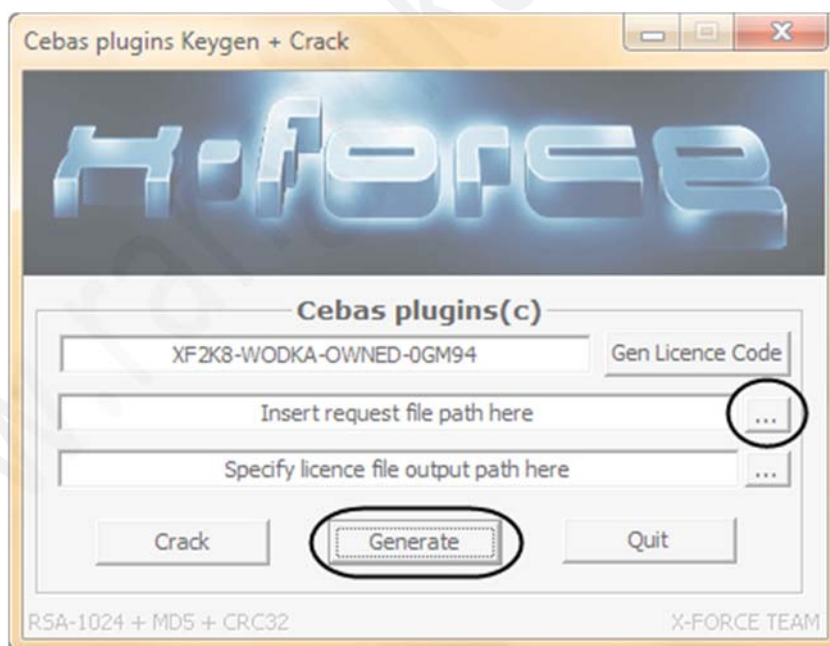 Cebas plugins Keygen + Crack
x-force
Cebas plugins(c)
XF2K8-WODKA-OWNED-0GM94 Gen Licence Code
Insert request file path here ...
Specify licence file output path here ...
Crack Generate Quit
RSA-1024 + MD5 + CRC32 X-FORCE TEAM